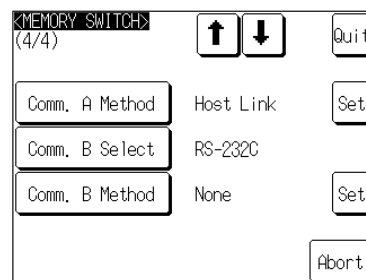 <MEMORY SWITCH>
(4/4)
Quit
Comm. A Method Host Link Set
Comm. B Select RS-232C
Comm. B Method None Set
Abort